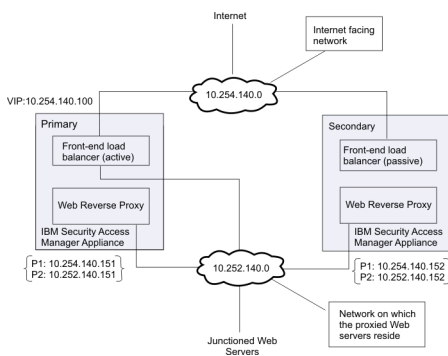 Internet
Internet facing
network
10.254.140.0
VIP:10.254.140.100
Primary
Front-end load
balancer (active)
Web Reverse Proxy
IBM Security Access
Manager Appliance
P1: 10.254.140.151
P2: 10.252.140.151
Secondary
Front-end load
balancer (passive)
Web Reverse Proxy
IBM Security Access
Manager Appliance
P1: 10.254.140.152
P2: 10.252.140.152
10.252.140.0
Network on which
the proxied Web
servers reside
Junctioned Web
Servers